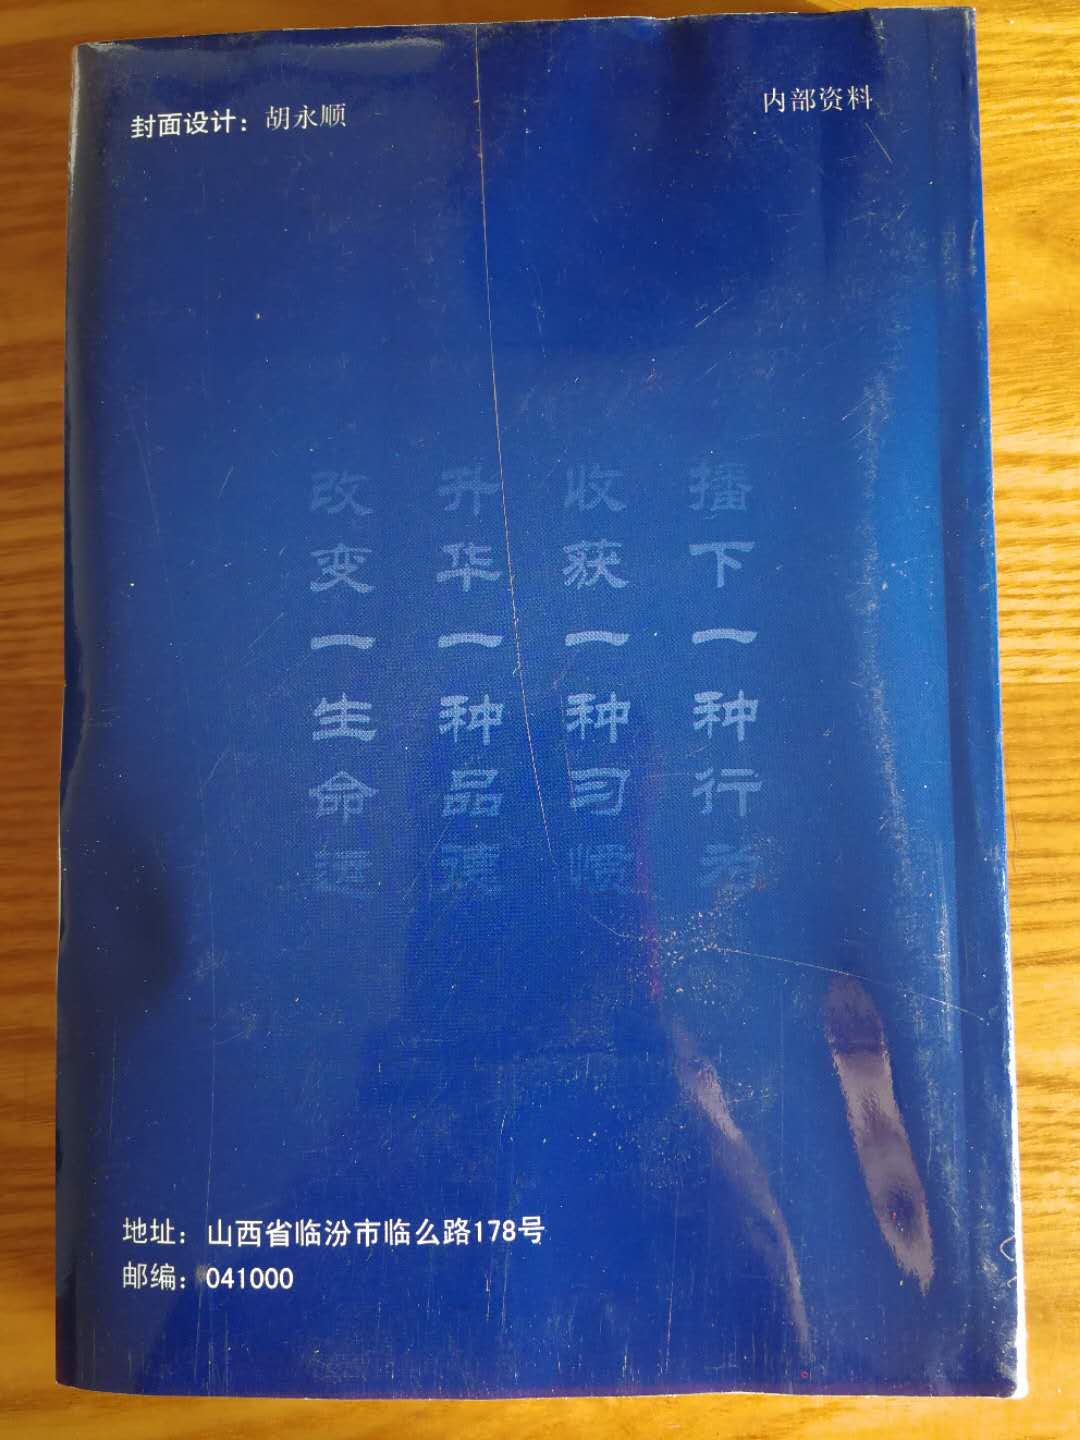 封面设计：胡永顺
内部资料
播下一种行为
收获一种习惯
升华一种品德
改变一生命运
地址：山西省临汾市临么路178号
邮编：041000